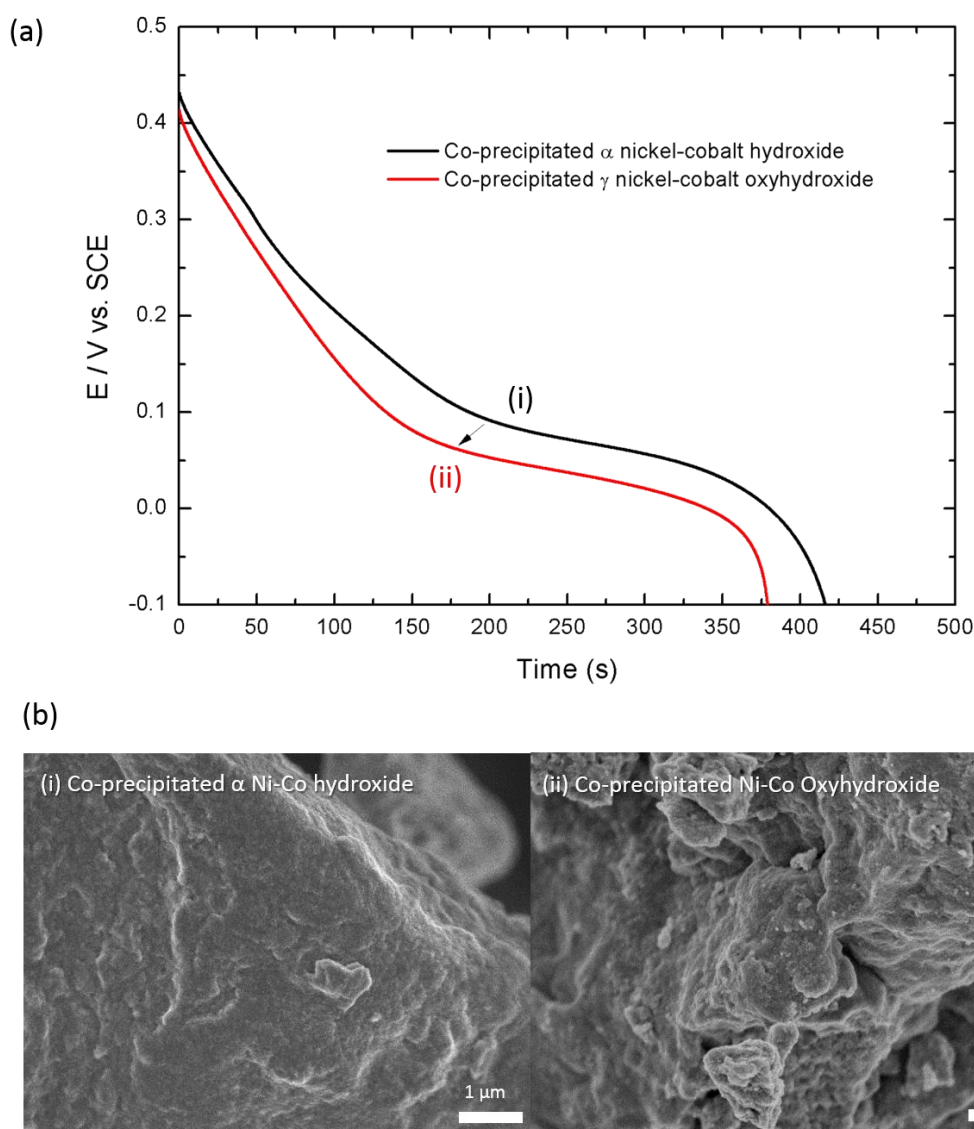 (a)
0.5
0.4
0.3
0.2
0.1
0.0
-0.1
E / V vs. SCE
Co-precipitated α nickel-cobalt hydroxide
Co-precipitated γ nickel-cobalt oxyhydroxide
(i)
(ii)
0 50 100 150 200 250 300 350 400 450 500
Time (s)
(b)
(i) Co-precipitated α Ni-Co hydroxide
(ii) Co-precipitated Ni-Co Oxyhydroxide
1 μm